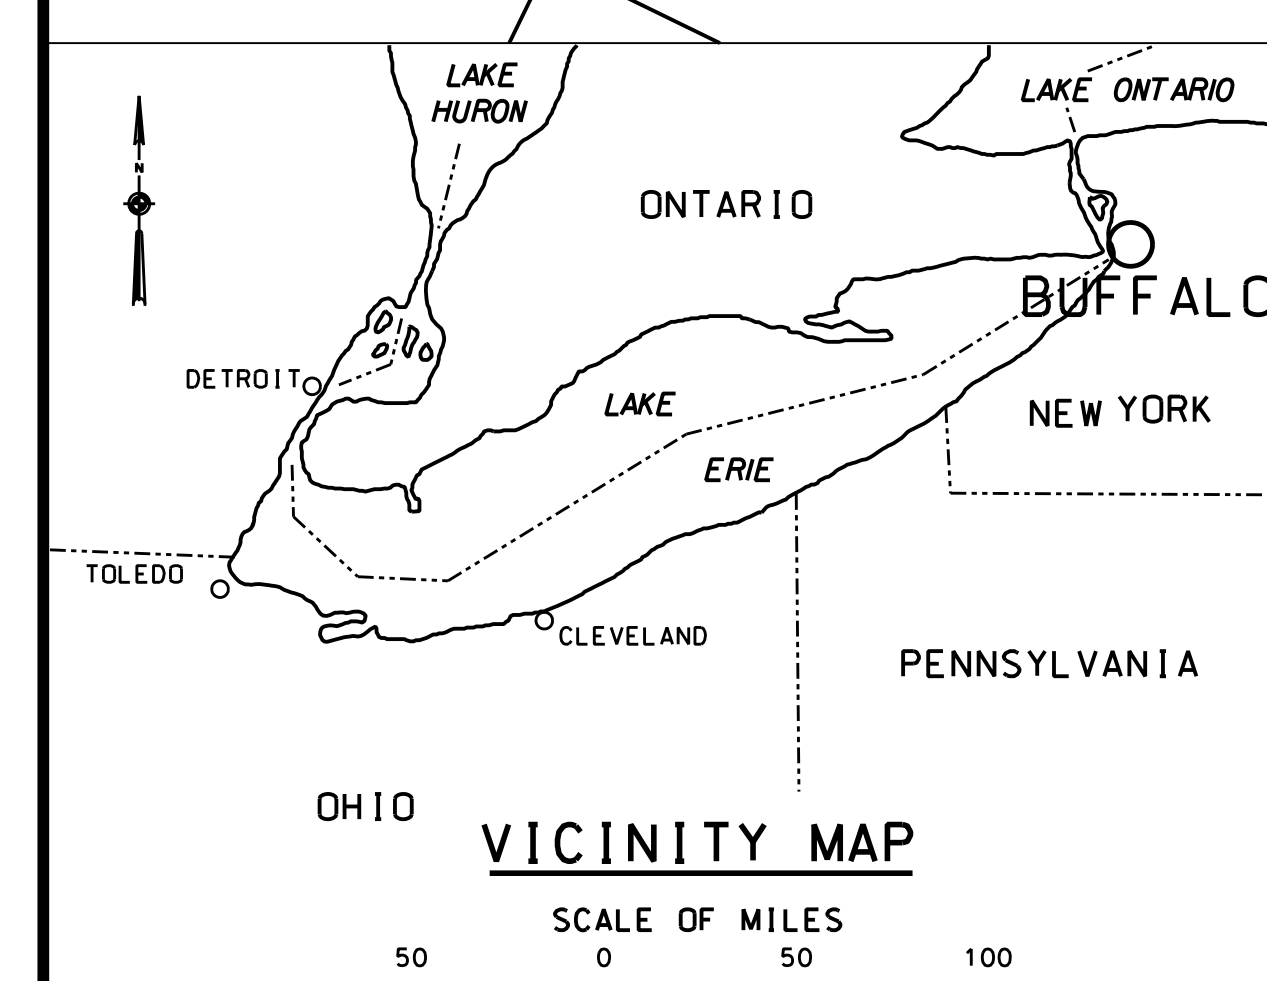 LAKE
HURON
LAKE ONTARIO
N
ONTARIO
BUFFALO
DETROIT
LAKE
NEW YORK
ERIE
TOLEDO
CLEVELAND
PENNSYLVANIA
OHIO
VICINITY MAP
SCALE OF MILES
50 0 50 100